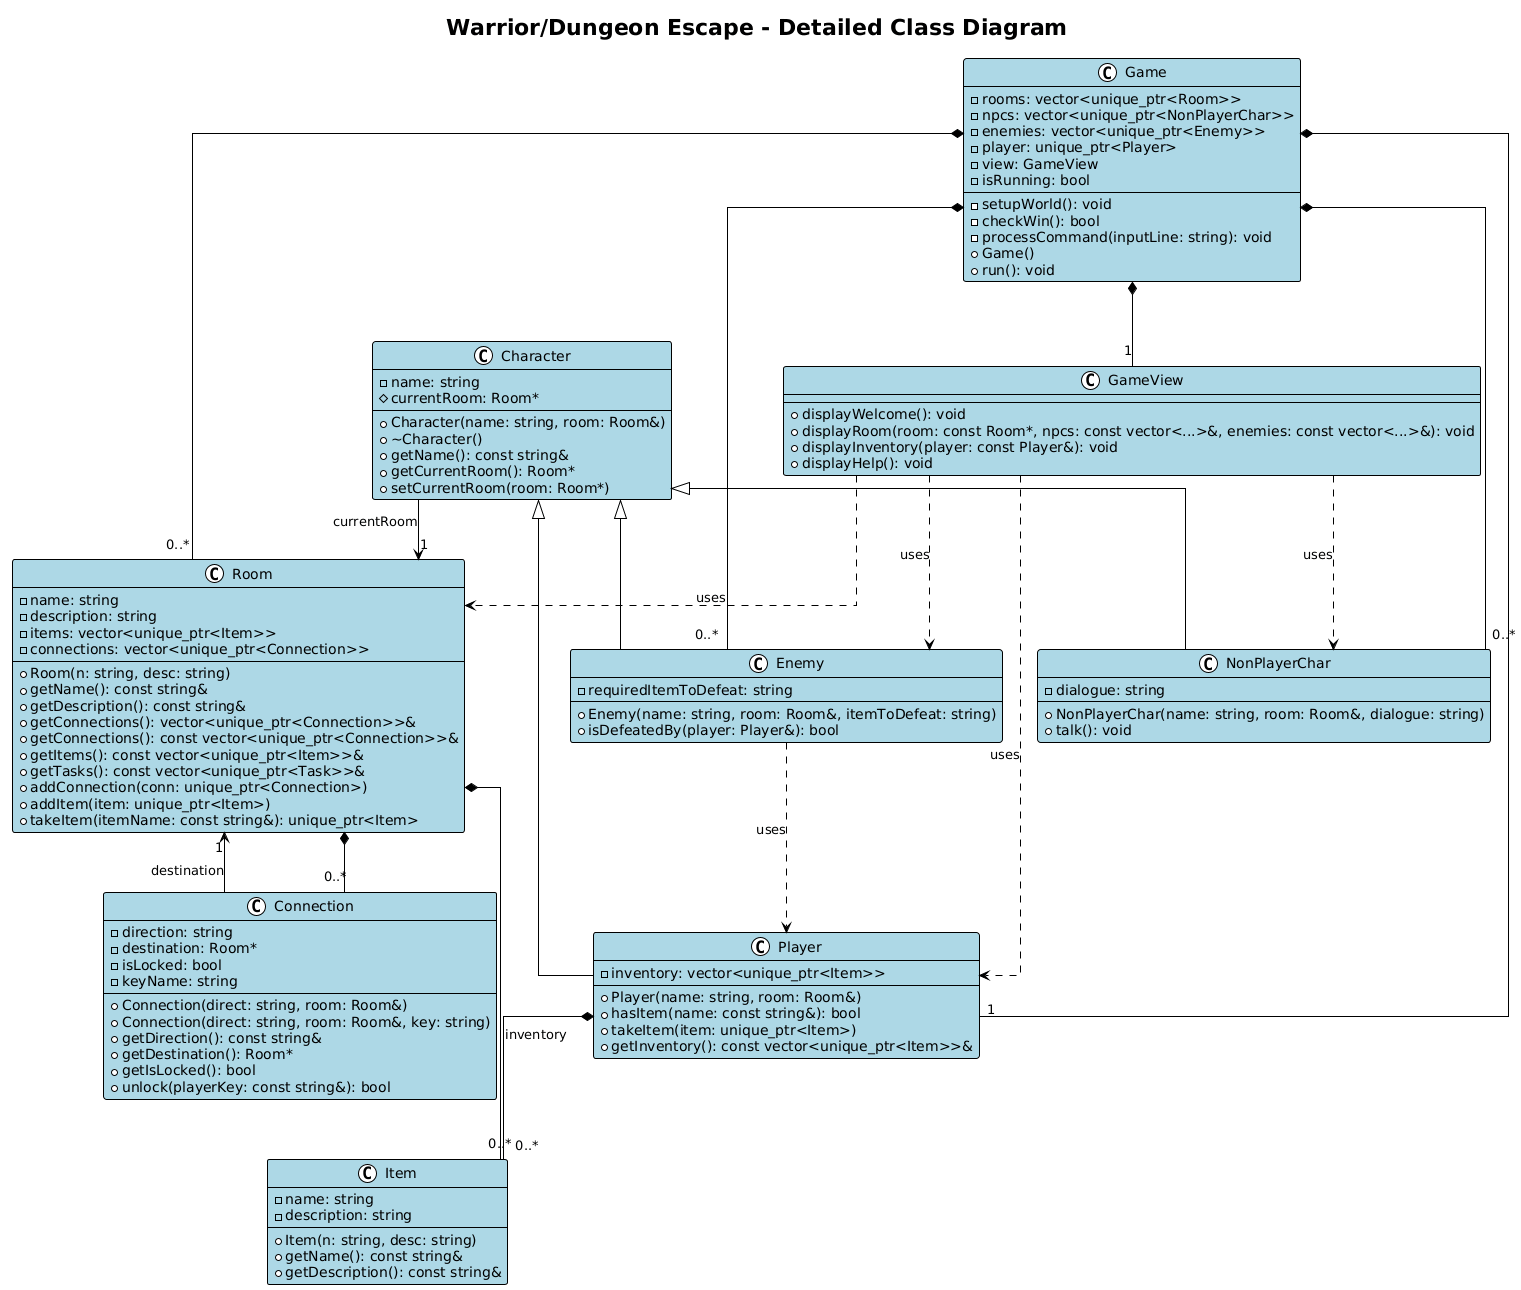 Warrior/Dungeon Escape - Detailed Class Diagram
C Game
rooms: vector<unique_ptr<Room>>
npcs: vector<unique_ptr<NonPlayerChar>>
enemies: vector<unique_ptr<Enemy>>
player: unique_ptr<Player>
view: GameView
isRunning: bool
setupWorld(): void
checkWin(): bool
processCommand(inputLine: string): void
Game()
run(): void
1
C Character
name: string
currentRoom: Room*
Character(name: string, room: Room&)
~Character()
getName(): const string&
getCurrentRoom(): Room*
setCurrentRoom(room: Room*)
C GameView
displayWelcome(): void
displayRoom(room: const Room*, npcs: const vector<...>&, enemies: const vector<...>&): void
displayInventory(player: const Player&): void
displayHelp(): void
currentRoom
1
0..*
uses
uses
uses
0..*
0..*
C Room
name: string
description: string
items: vector<unique_ptr<Item>>
connections: vector<unique_ptr<Connection>>
Room(n: string, desc: string)
getName(): const string&
getDescription(): const string&
getConnections(): vector<unique_ptr<Connection>>&
getConnections(): const vector<unique_ptr<Connection>>&
getItems(): const vector<unique_ptr<Item>>&
getTasks(): const vector<unique_ptr<Task>>&
addConnection(conn: unique_ptr<Connection>)
addItem(item: unique_ptr<Item>)
takeItem(itemName: const string&): unique_ptr<Item>
C Enemy
requiredItemToDefeat: string
Enemy(name: string, room: Room&, itemToDefeat: string)
isDefeatedBy(player: Player&): bool
C NonPlayerChar
dialogue: string
NonPlayerChar(name: string, room: Room&, dialogue: string)
talk(): void
uses
uses
1
destination
0..*
C Connection
direction: string
destination: Room*
isLocked: bool
keyName: string
Connection(direct: string, room: Room&)
Connection(direct: string, room: Room&, key: string)
getDirection(): const string&
getDestination(): Room*
getIsLocked(): bool
unlock(playerKey: const string&): bool
C Player
inventory: vector<unique_ptr<Item>>
Player(name: string, room: Room&)
hasItem(name: const string&): bool
takeItem(item: unique_ptr<Item>)
getInventory(): const vector<unique_ptr<Item>>&
1
inventory
0..*
0..*
C Item
name: string
description: string
Item(n: string, desc: string)
getName(): const string&
getDescription(): const string&